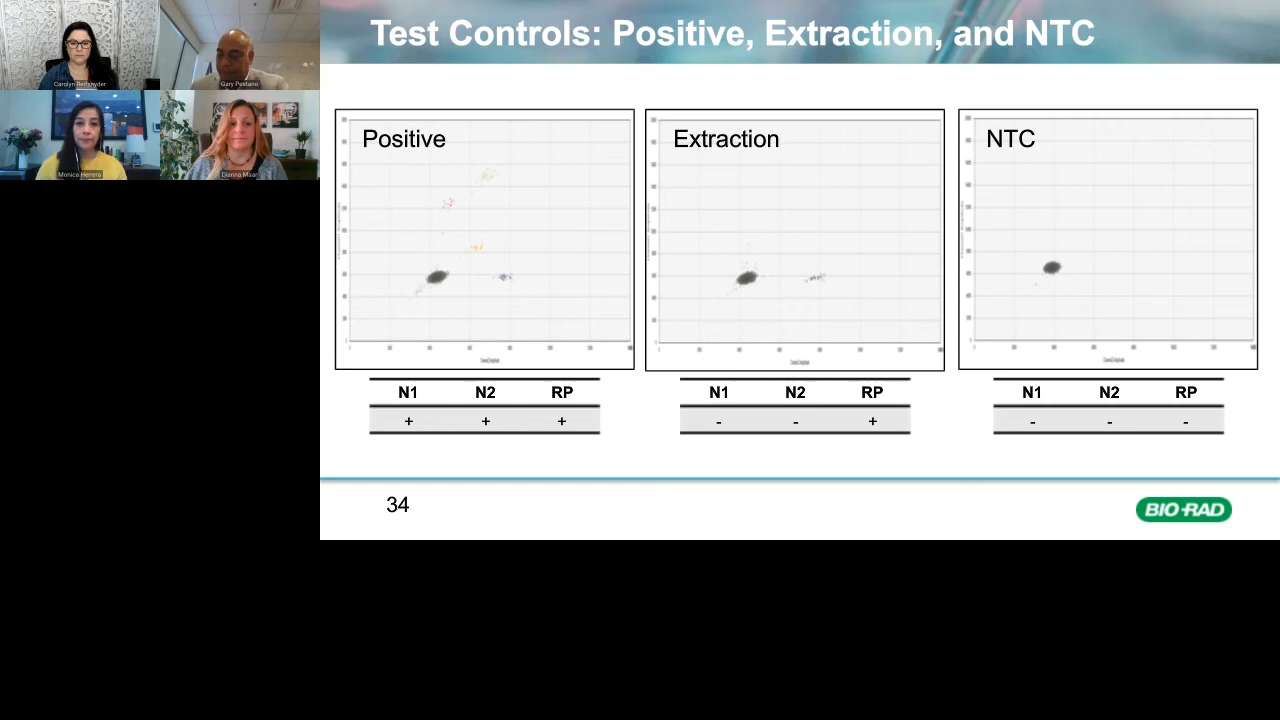 Test Controls: Positive, Extraction, and NTC
Carolyn Reifsnyder
Gary Pestano
Monica Herrera
Dianna Maar
Positive
Extraction
NTC
N1 N2 RP
+ + +
N1 N2 RP
- - +
N1 N2 RP
- - -
34
BIO-RAD